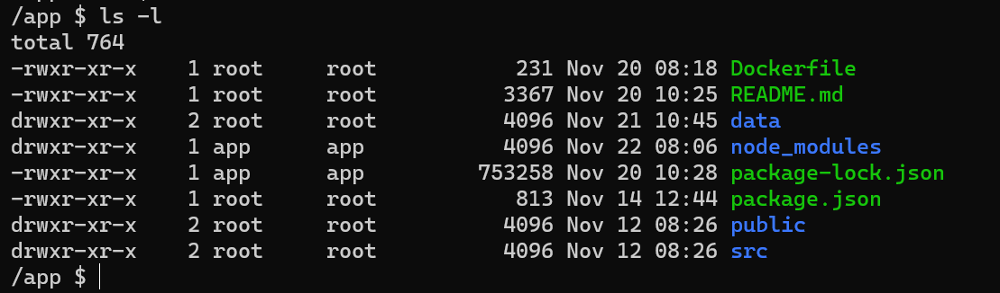 /app $ ls -l
total 764
-rwxr-xr-x    1 root     root           231 Nov 20 08:18 Dockerfile
-rwxr-xr-x    1 root     root          3367 Nov 20 10:25 README.md
drwxr-xr-x    2 root     root          4096 Nov 21 10:45 data
drwxr-xr-x    1 app      app           4096 Nov 22 08:06 node_modules
-rwxr-xr-x    1 app      app         753258 Nov 20 10:28 package-lock.json
-rwxr-xr-x    1 root     root           813 Nov 14 12:44 package.json
drwxr-xr-x    2 root     root          4096 Nov 12 08:26 public
drwxr-xr-x    2 root     root          4096 Nov 12 08:26 src
/app $